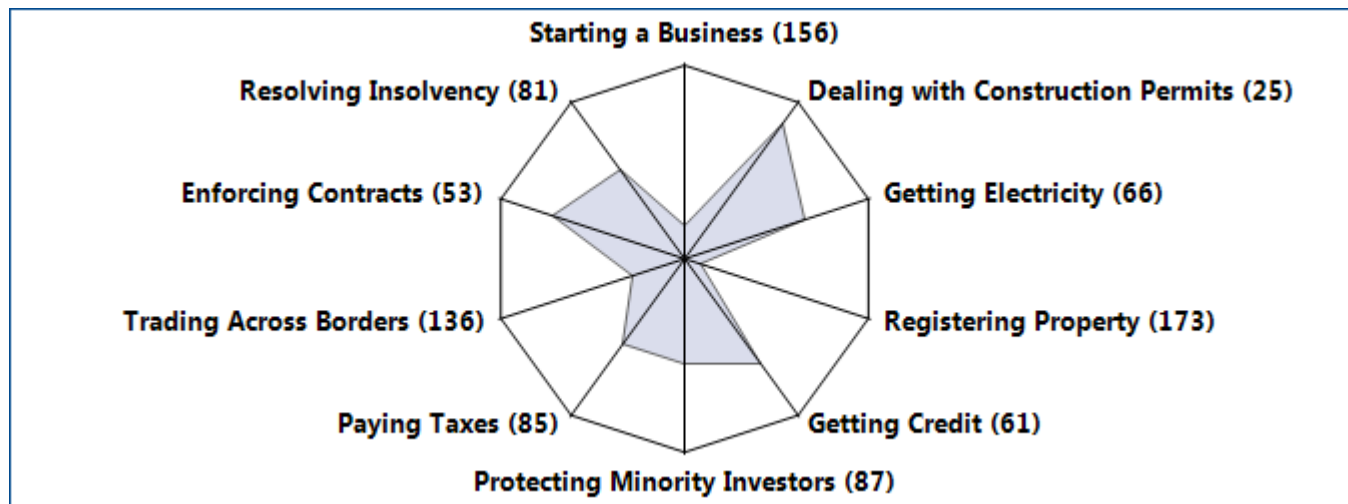 Starting a Business (156)
Resolving Insolvency (81)
Dealing with Construction Permits (25)
Enforcing Contracts (53)
Getting Electricity (66)
Trading Across Borders (136)
Registering Property (173)
Paying Taxes (85)
Getting Credit (61)
Protecting Minority Investors (87)